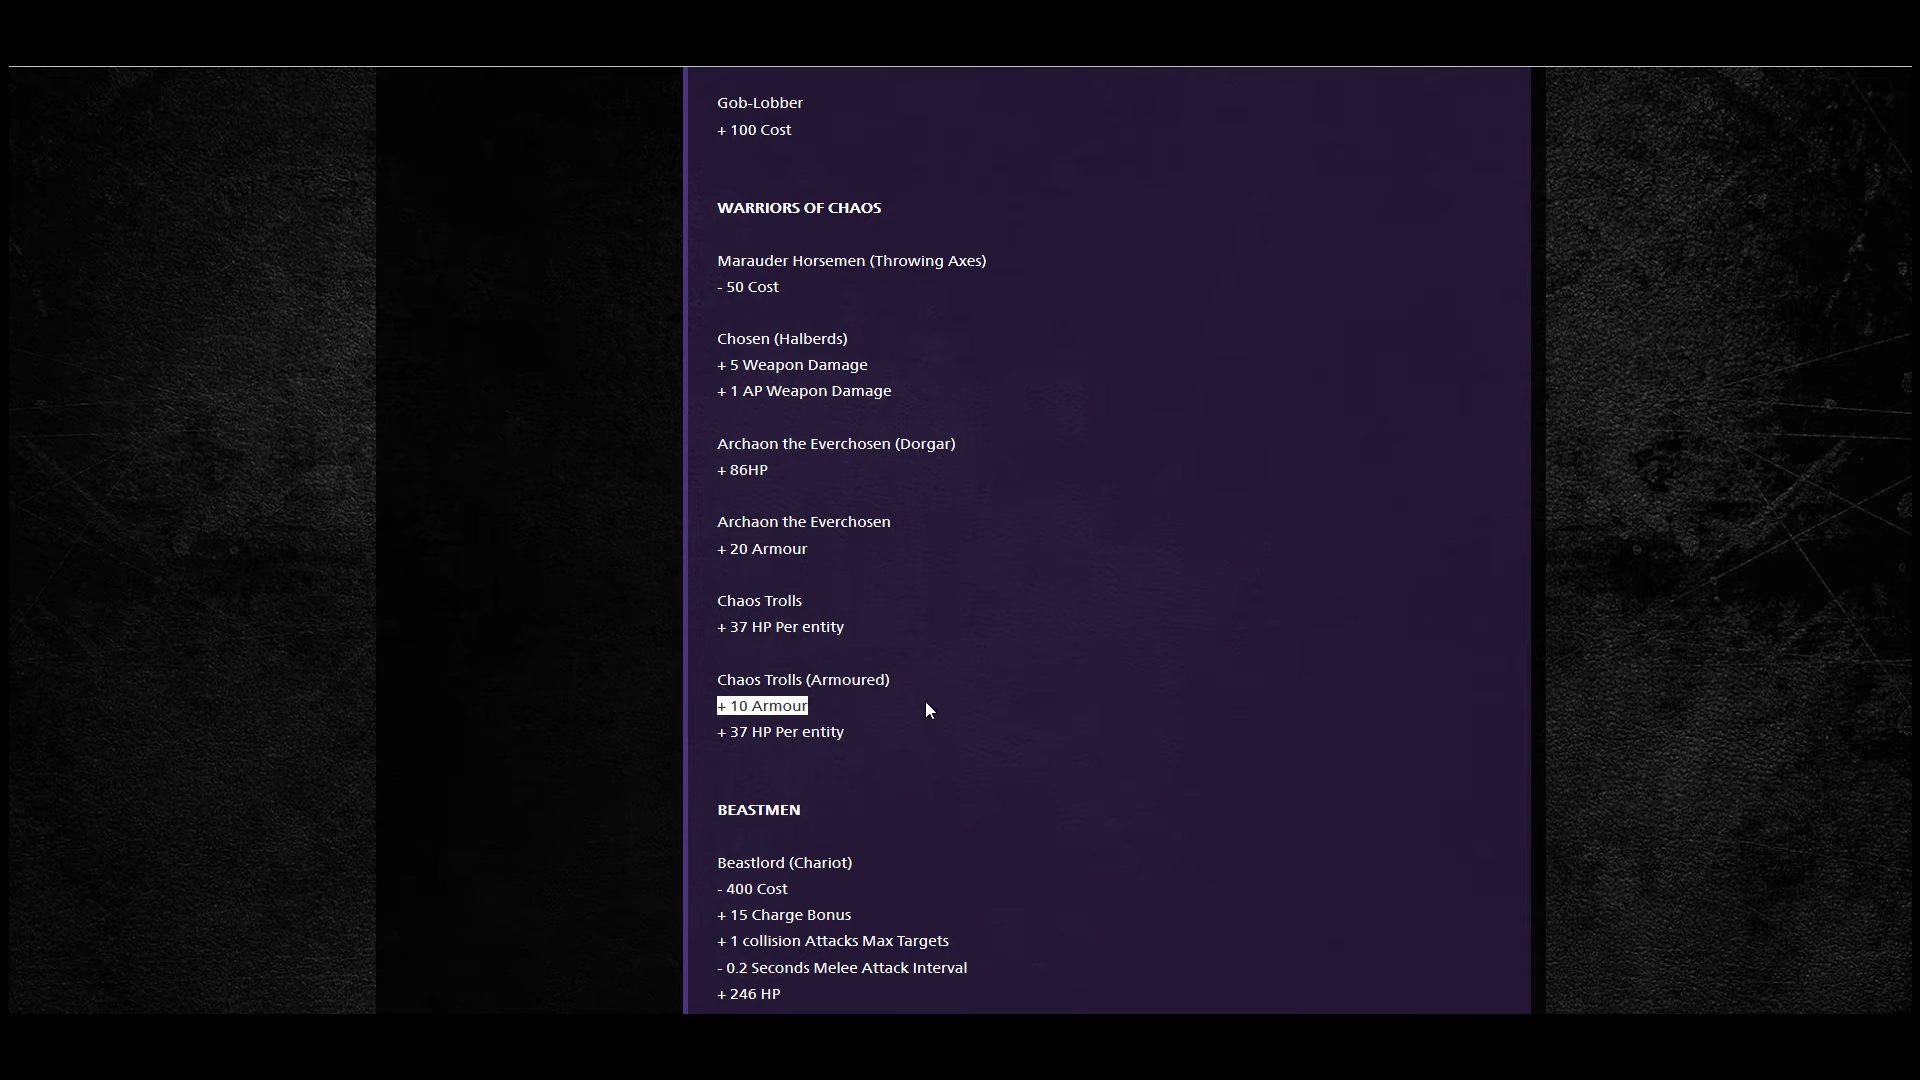 Gob-Lobber
+ 100 Cost
WARRIORS OF CHAOS
Marauder Horsemen (Throwing Axes)
- 50 Cost
Chosen (Halberds)
+ 5 Weapon Damage
+ 1 AP Weapon Damage
Archaon the Everchosen (Dorgar)
+ 86HP
Archaon the Everchosen
+ 20 Armour
Chaos Trolls
+ 37 HP Per entity
Chaos Trolls (Armoured)
+ 10 Armour
+ 37 HP Per entity
BEASTMEN
Beastlord (Chariot)
- 400 Cost
+ 15 Charge Bonus
+ 1 collision Attacks Max Targets
- 0.2 Seconds Melee Attack Interval
+ 246 HP